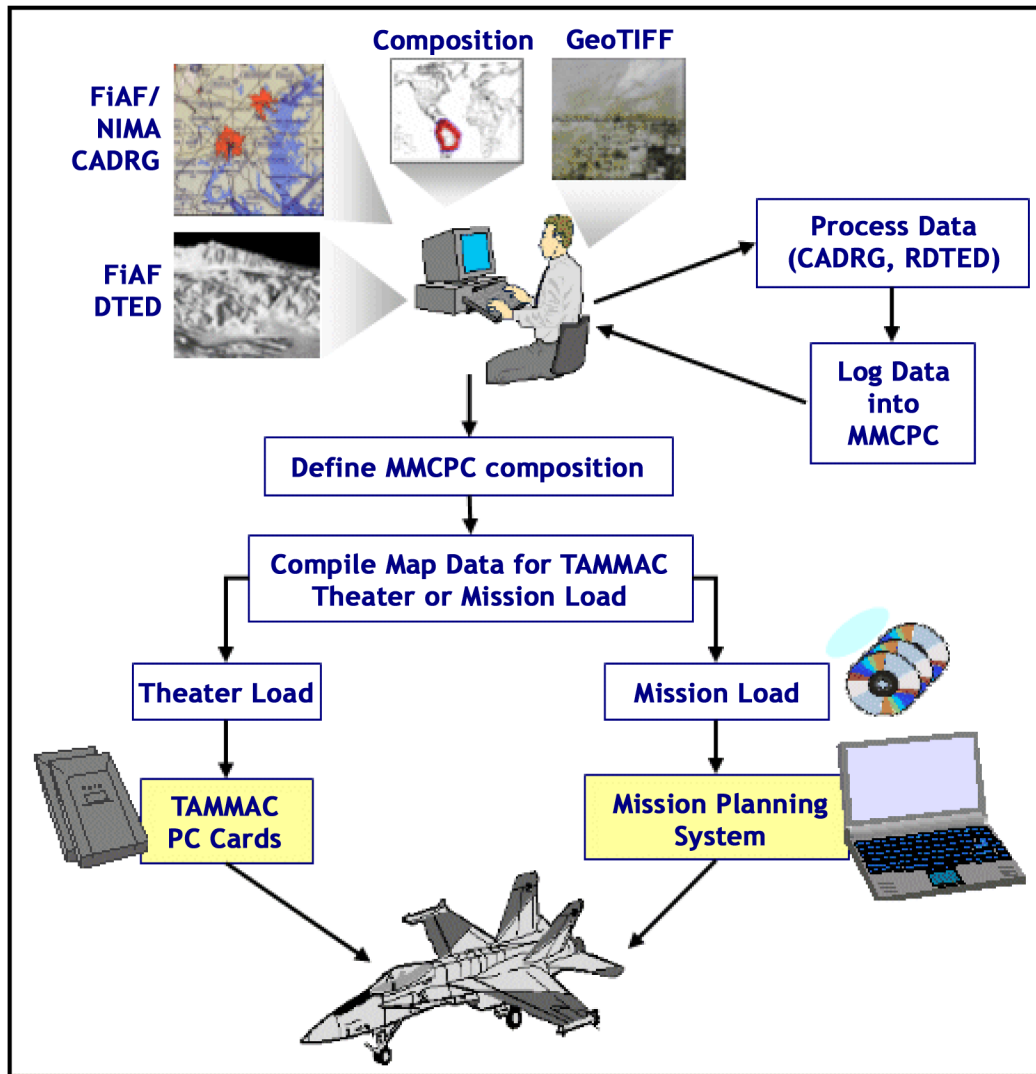 Composition
GeoTIFF
FiAF/
NIMA
CADRG
FiAF
DTED
Process Data
(CADRG, RDTED)
Log Data
into
MMCPC
Define MMCPC composition
Compile Map Data for TAMMAC
Theater or Mission Load
Theater Load
Mission Load
TAMMAC
PC Cards
Mission Planning
System